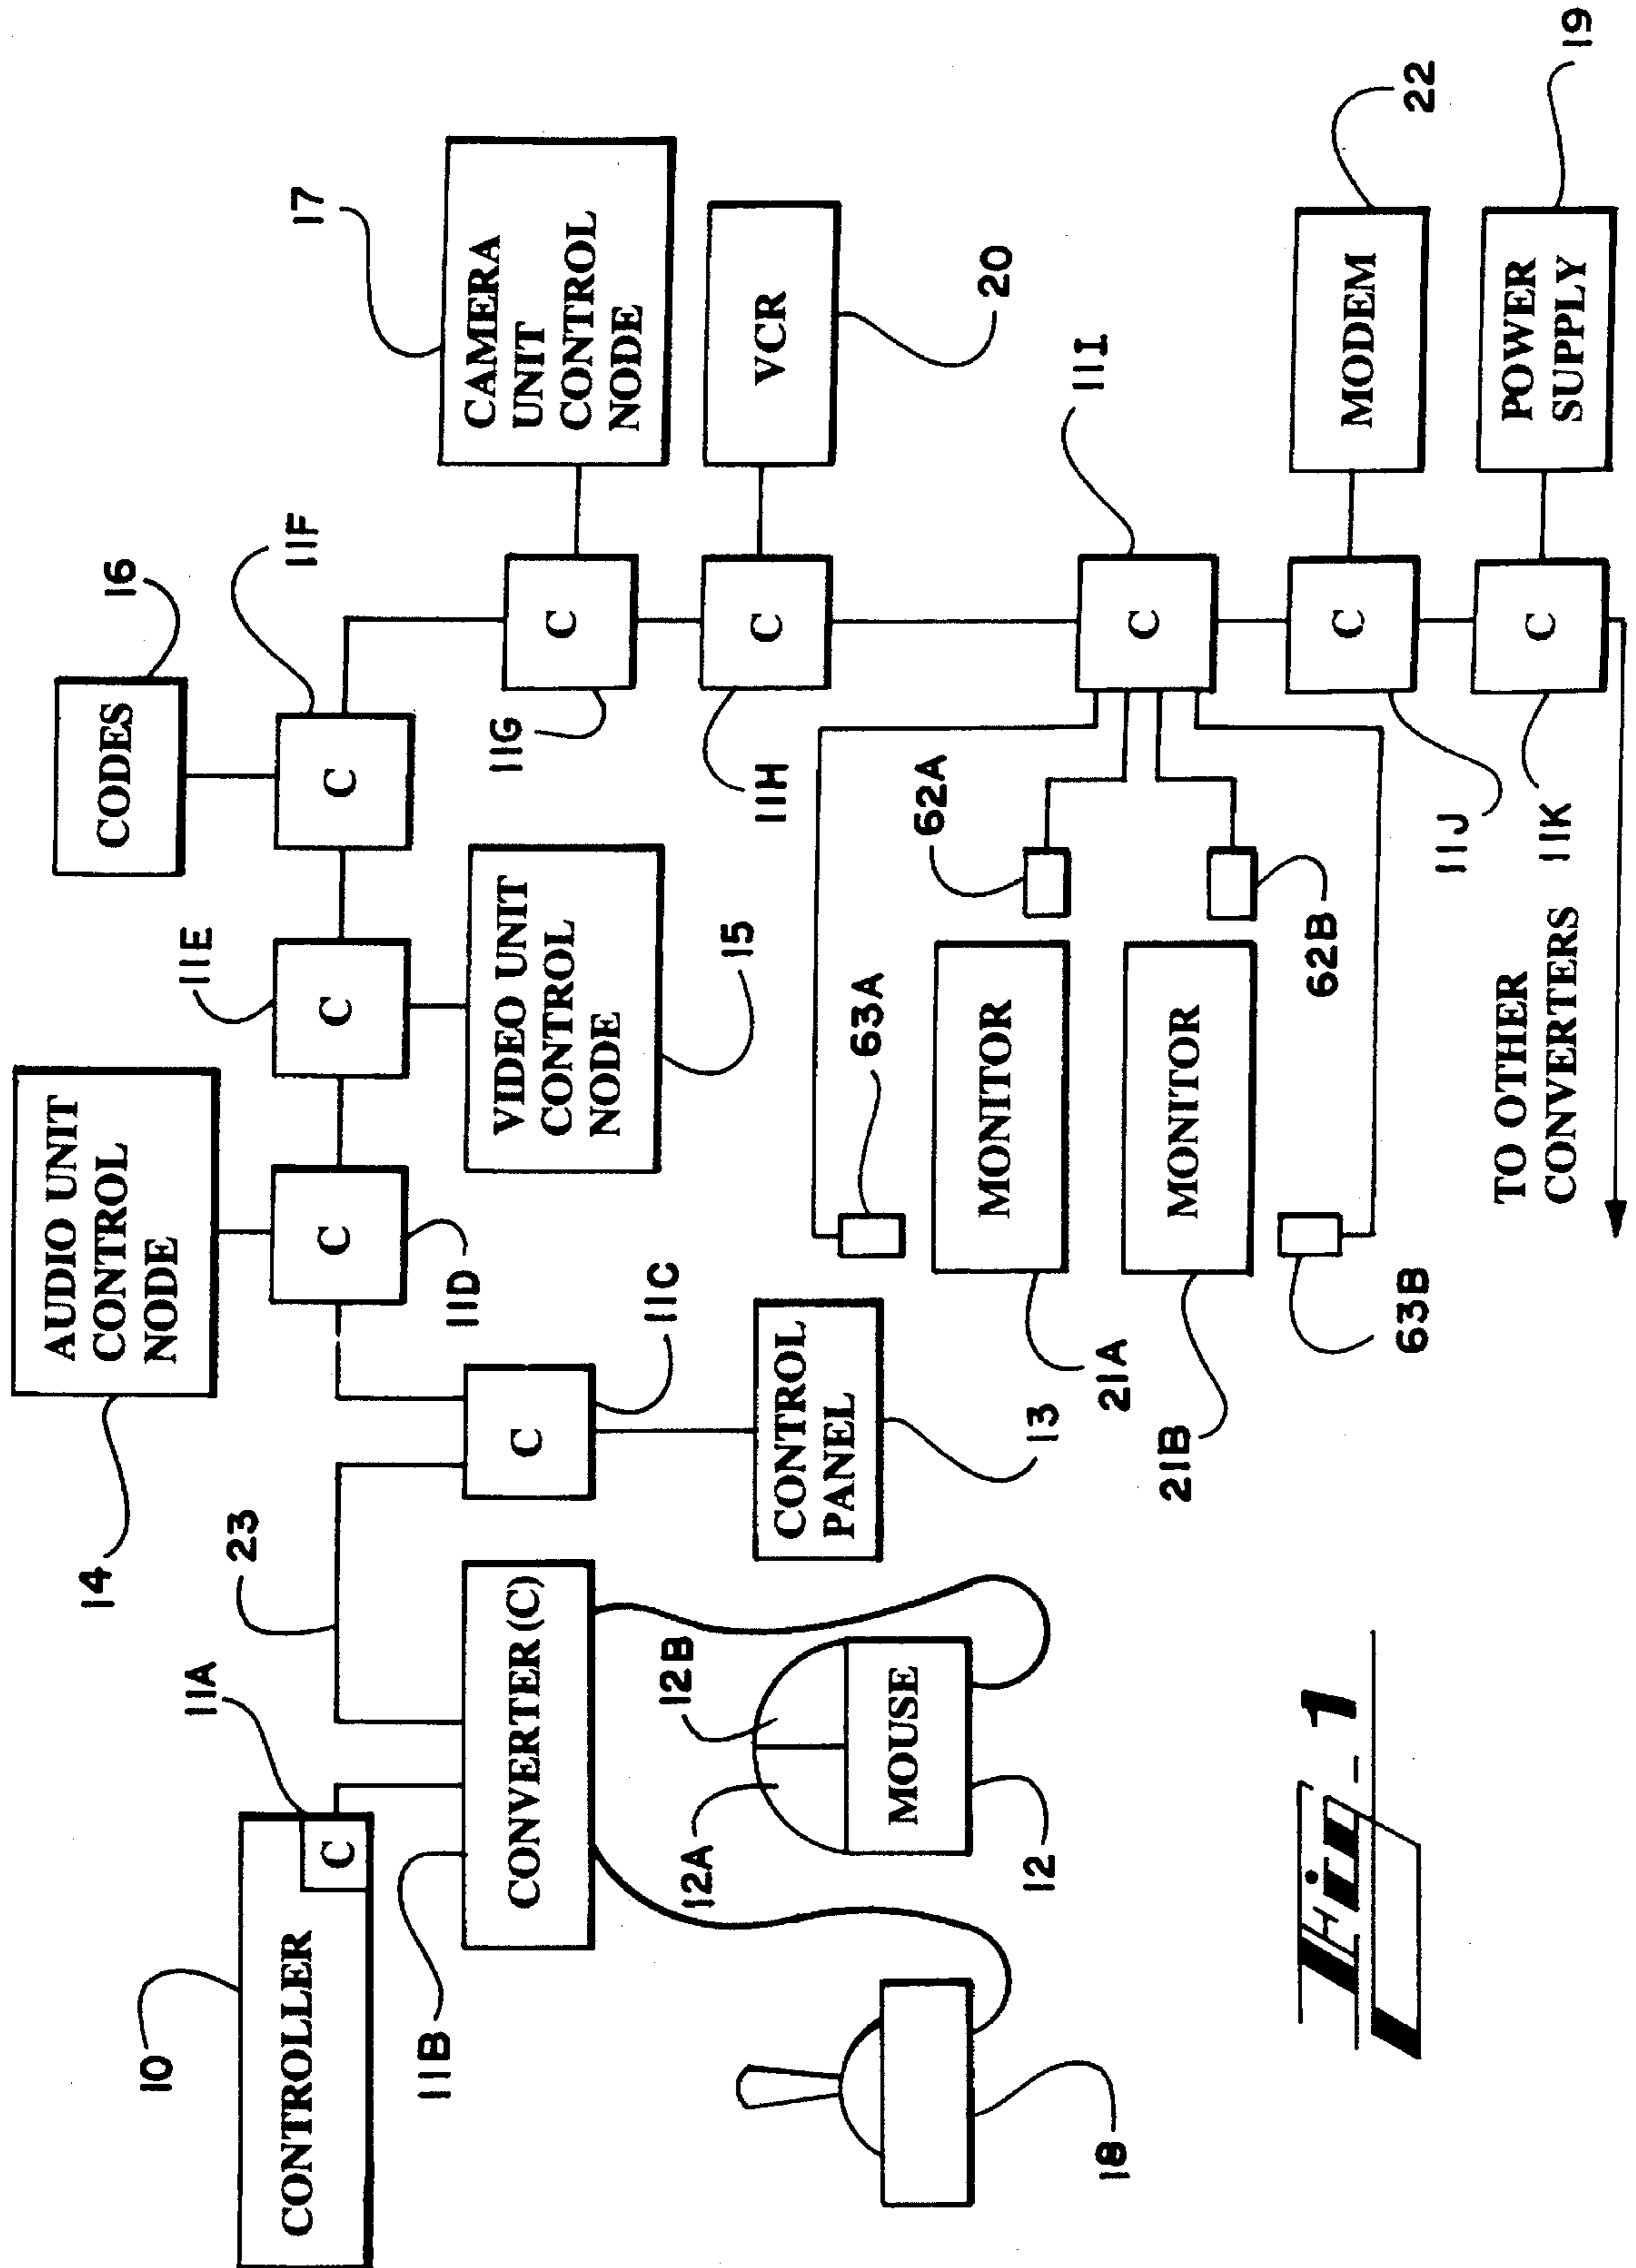 10
CONTROLLER
C
11A
11B
CONVERTER (C)
23
14
AUDIO UNIT
CONTROL
NODE
C
11D
11E
C
VIDEO UNIT
CONTROL
NODE
15
16
CODES
11F
C
17
CAMERA
UNIT
CONTROL
NODE
C
11G
VCR
20
C
11H
C
11C
CONTROL
PANEL
13
12A
12B
MOUSE
12
18
11I
C
62A
62B
63A
63B
MONITOR
21A
MONITOR
21B
MODEM
22
C
11J
POWER
SUPPLY
19
C
11K
TO OTHER
CONVERTERS
Fig-1